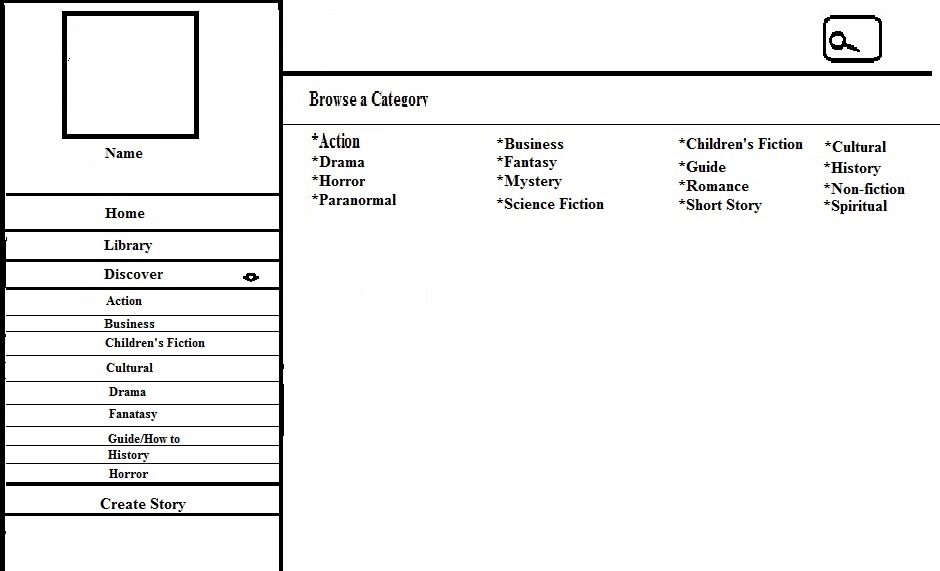 Name
Home
Library
Discover
Action
Business
Children's Fiction
Cultural
Drama
Fanatasy
Guide/How to
History
Horror
Create Story
Browse a Category
*Action *Business *Children's Fiction *Cultural
*Drama *Fantasy *Guide *History
*Horror *Mystery *Romance *Non-fiction
*Paranormal *Science Fiction *Short Story *Spiritual